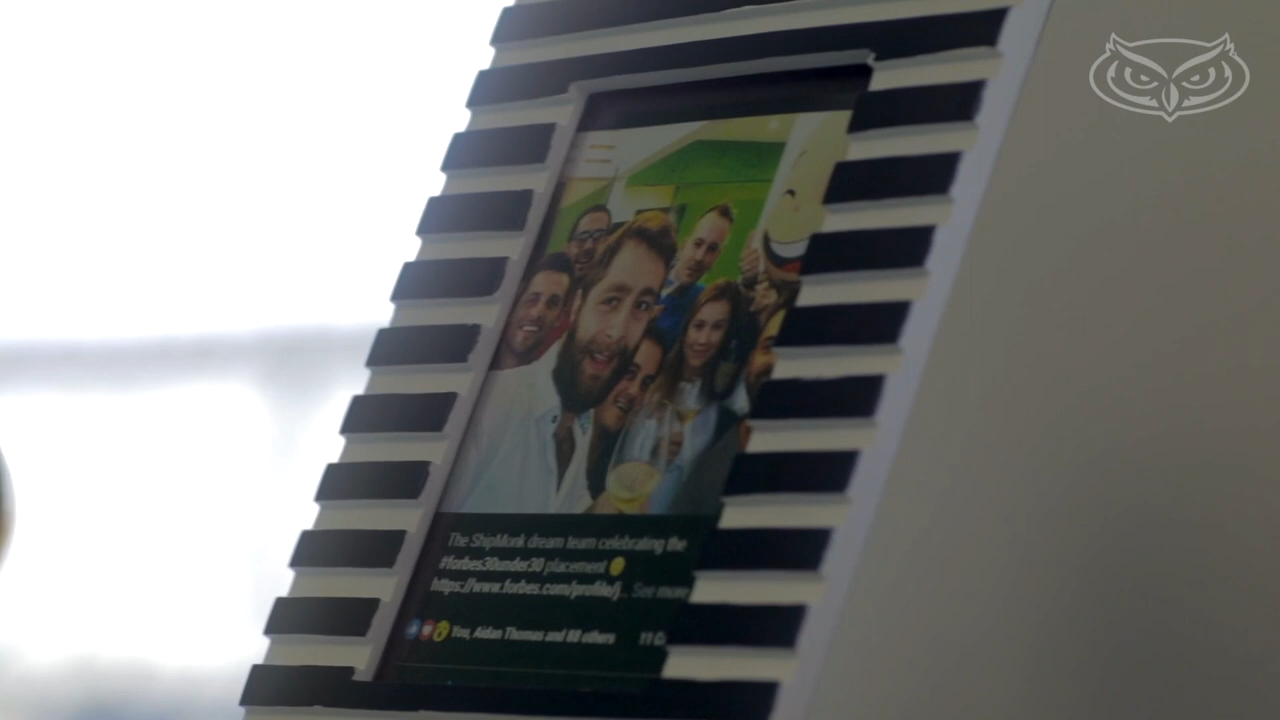 The ShipMonk dream team celebrating the
#forbes30under30 placement
https://www.forbes.com/profile/j... See more
You, Aidan Thomas and 88 others 11 C